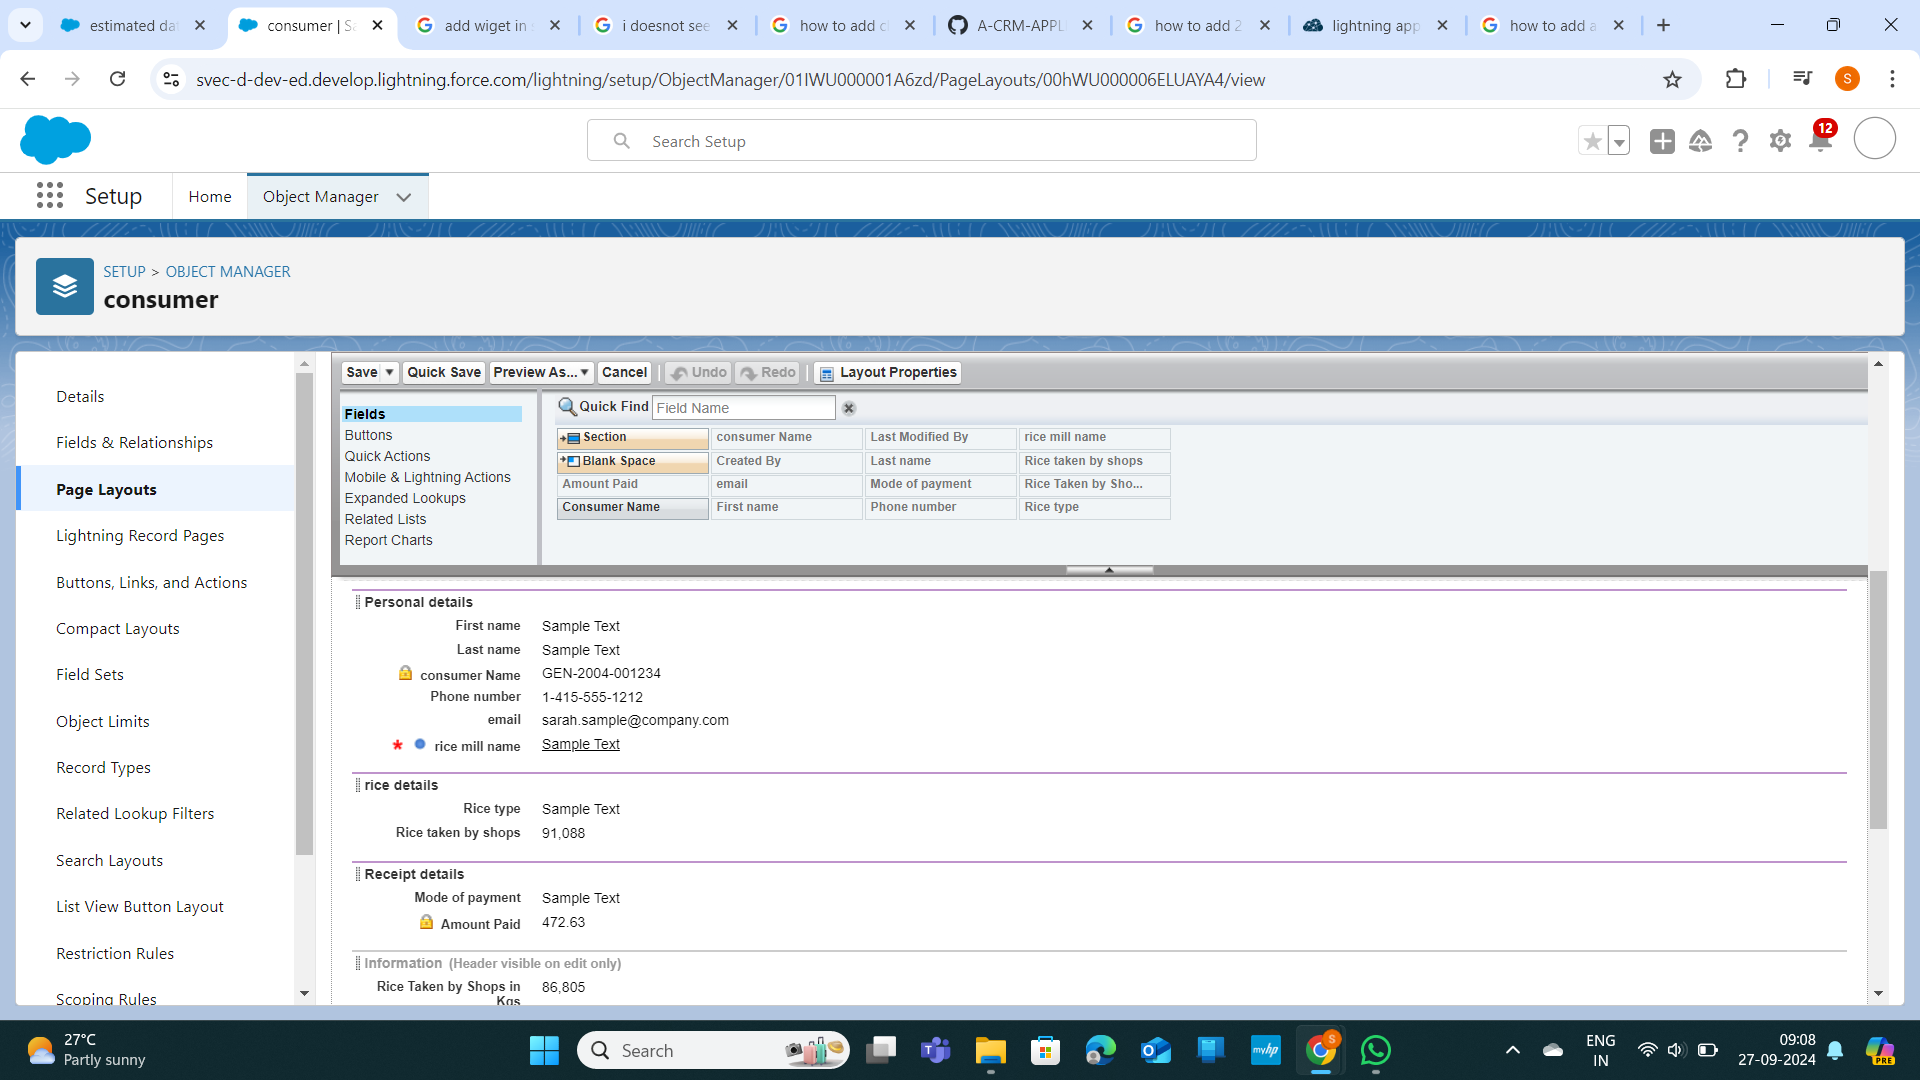 estimated da
consumer | Sa
add wiget in s
i doesnot see
how to add cl
A-CRM-APPLI
how to add 2
lightning app
how to add a
svec-d-dev-ed.develop.lightning.force.com/lightning/setup/ObjectManager/01IWU000001A6zd/PageLayouts/00hWU000006ELUAYA4/view
S
Search Setup
12
Setup
Home
Object Manager
SETUP > OBJECT MANAGER
consumer
Details
Fields & Relationships
Page Layouts
Lightning Record Pages
Buttons, Links, and Actions
Compact Layouts
Field Sets
Object Limits
Record Types
Related Lookup Filters
Search Layouts
List View Button Layout
Restriction Rules
Scoping Rules
Save
Quick Save
Preview As...
Cancel
Undo
Redo
Layout Properties
Fields
Buttons
Quick Actions
Mobile & Lightning Actions
Expanded Lookups
Related Lists
Report Charts
Quick Find
Field Name
Section
consumer Name
Last Modified By
rice mill name
Blank Space
Created By
Last name
Rice taken by shops
Amount Paid
email
Mode of payment
Rice Taken by Sho...
Consumer Name
First name
Phone number
Rice type
Personal details
First name Sample Text
Last name Sample Text
consumer Name GEN-2004-001234
Phone number 1-415-555-1212
email sarah.sample@company.com
* rice mill name Sample Text
rice details
Rice type Sample Text
Rice taken by shops 91,088
Receipt details
Mode of payment Sample Text
Amount Paid 472.63
Information (Header visible on edit only)
Rice Taken by Shops in 86,805
Kgs
27°C
Partly sunny
Search
myhp
S
ENG
IN
09:08
27-09-2024
PRE